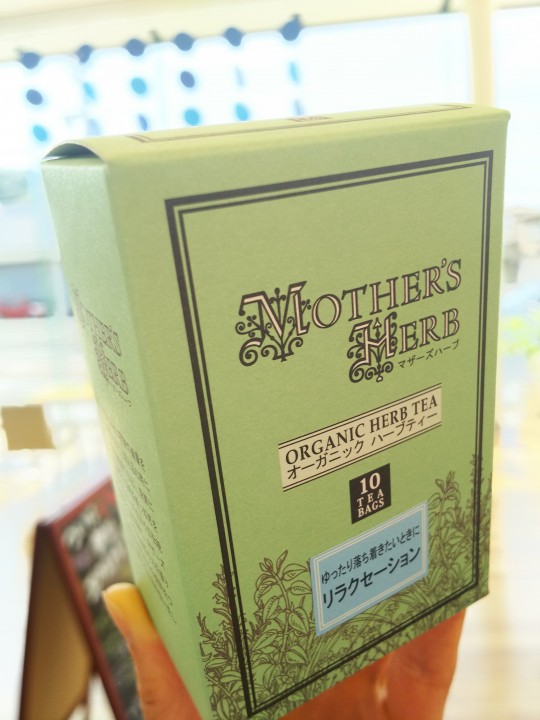 MOTHER'S
HERB
マザーズハーブ
ORGANIC HERB TEA
オーガニック ハーブティー
10
TEA
BAGS
ゆったり落ち着きたいときに
リラクセーション
MOTHER'S
HERB